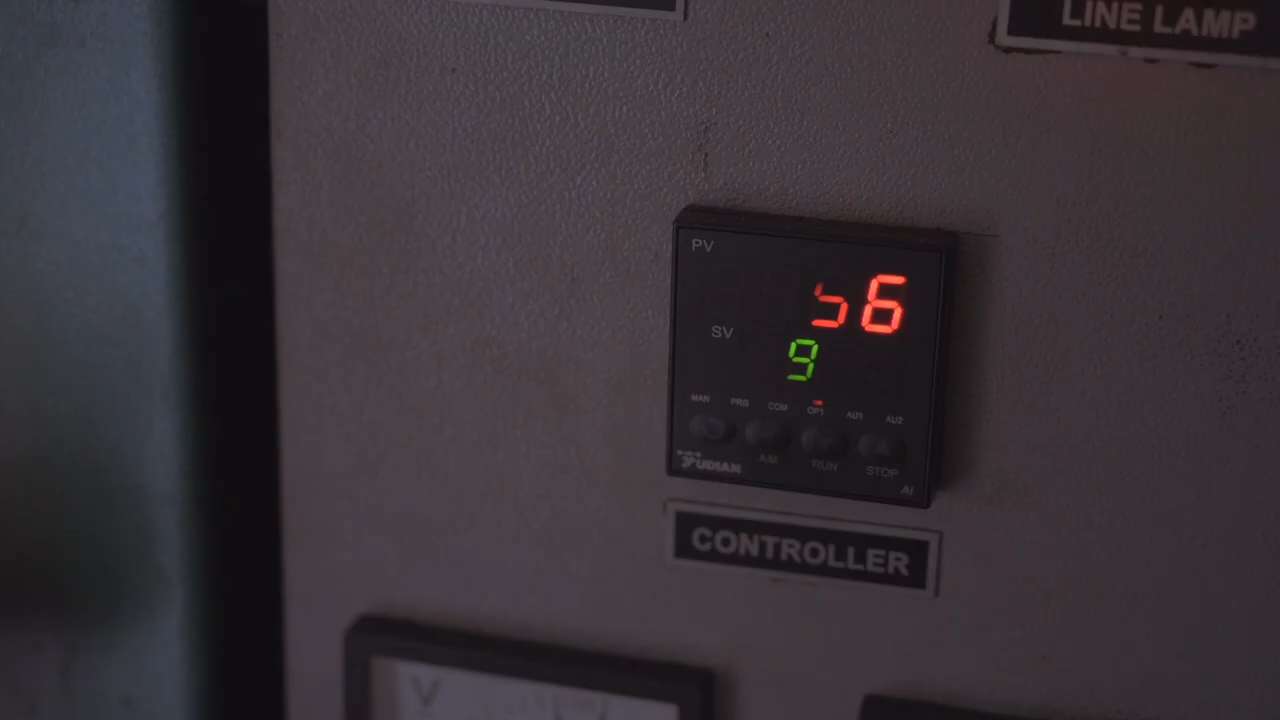 LINE LAMP
PV
56
SV
9
MAN PRG COM OP1 AU1 AU2
A/M RUN STOP
YUDIAN
AI
CONTROLLER
V